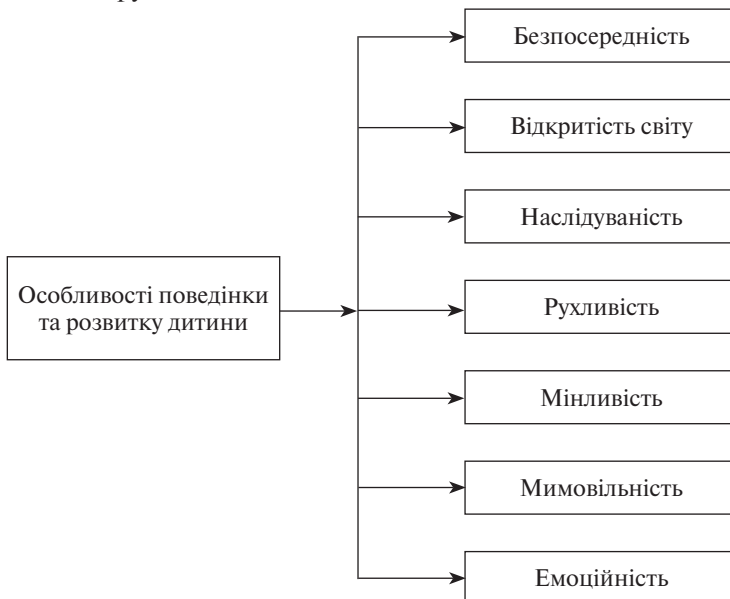 Безпосередність
Відкритість світу
Наслідуваність
Особливості поведінки
та розвитку дитини
Рухливість
Мінливість
Мимовільність
Емоційність